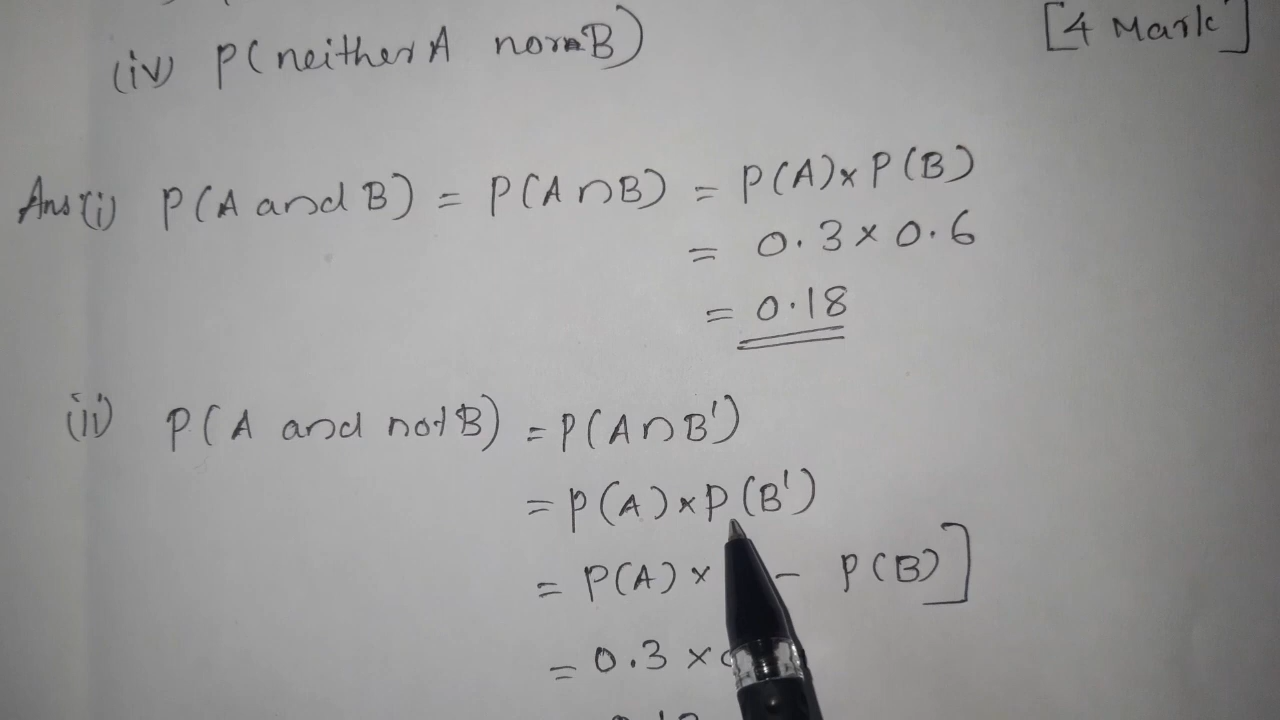 (iv) P(neither A nor B) [4 Mark]
Ans (i) P(A and B) = P(A∩B) = P(A)×P(B)
= 0.3×0.6
= 0.18
(ii) P(A and not B) = P(A∩B')
= P(A)×P(B')
= P(A)× - P(B)]
= 0.3 ×